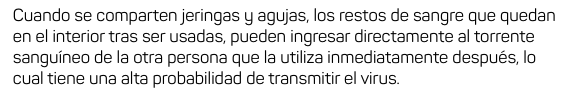 Cuando se comparten jeringas y agujas, los restos de sangre que quedan
en el interior tras ser usadas, pueden ingresar directamente al torrente
sanguíneo de la otra persona que la utiliza inmediatamente después, lo
cual tiene una alta probabilidad de transmitir el virus.